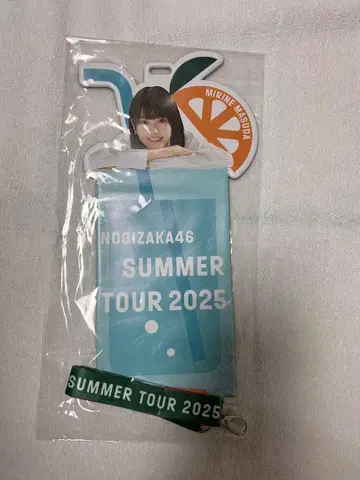 MIRINE MASUDA
NOGIZAKA46
SUMMER
TOUR 2025
SUMMER TOUR 2025